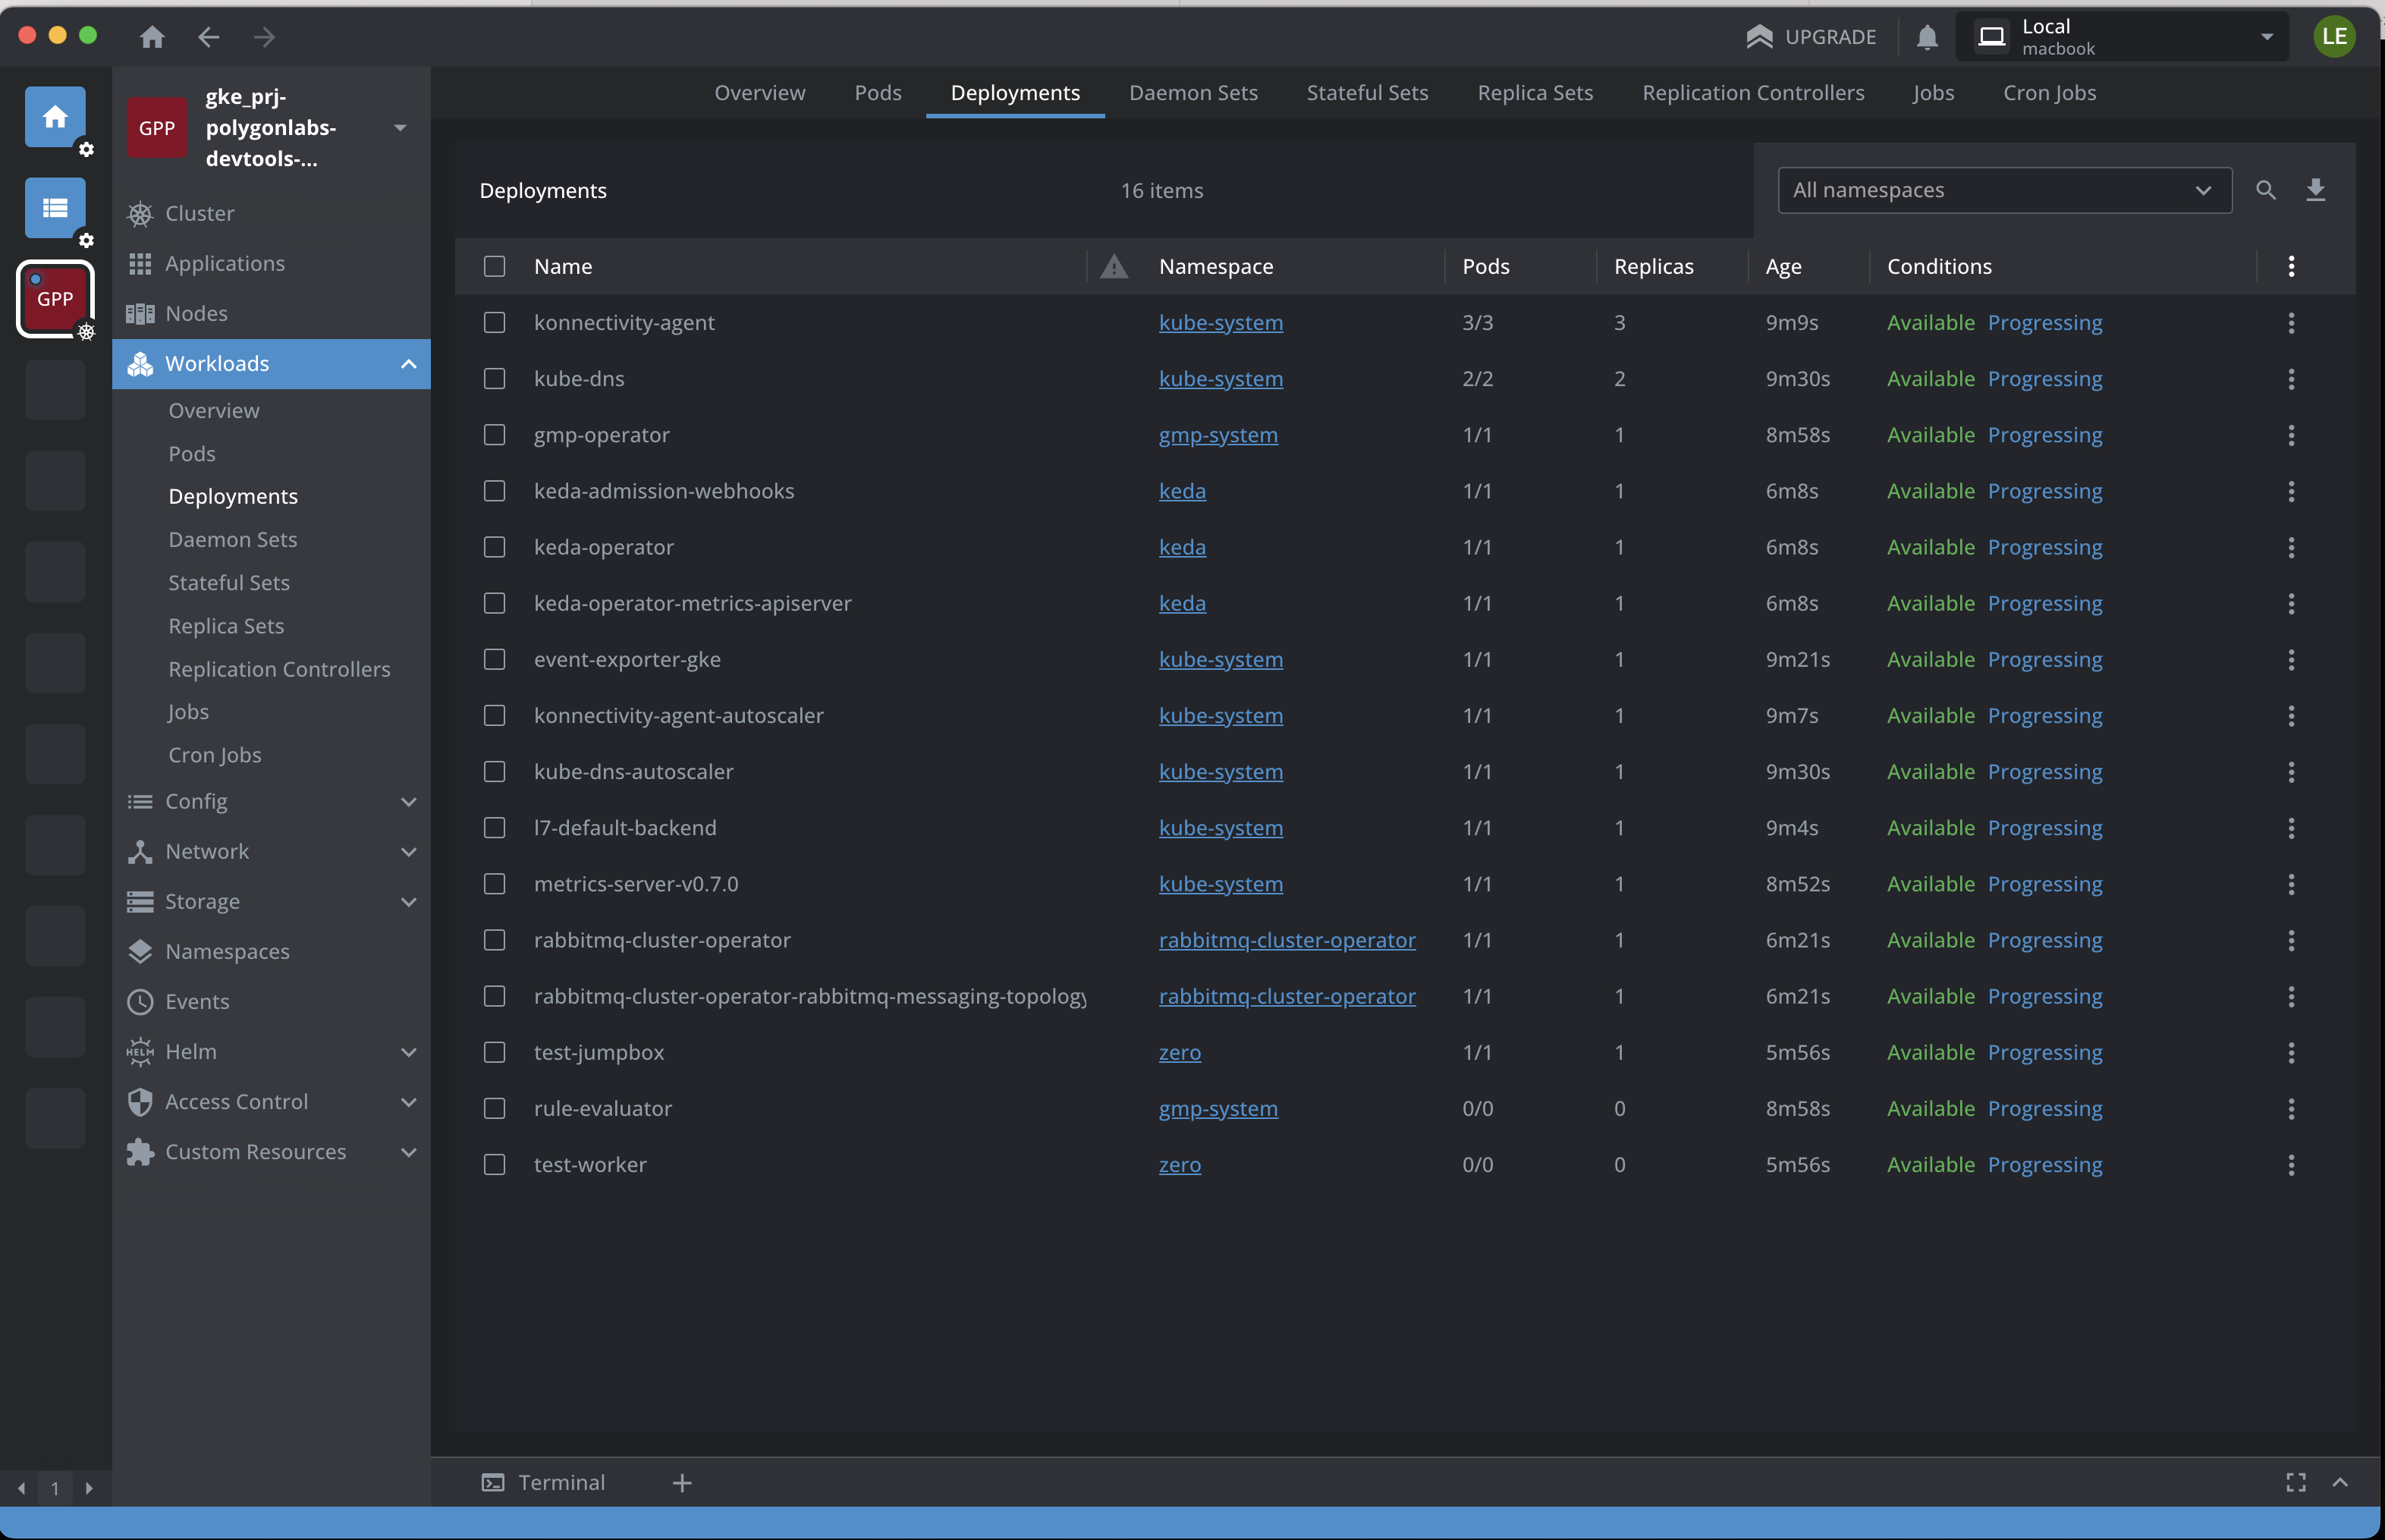 UPGRADE
Local
macbook
LE
GPP
gke_prj-
polygonlabs-
devtools-...
GPP
Cluster
Applications
Nodes
Workloads
Overview
Pods
Deployments
Daemon Sets
Stateful Sets
Replica Sets
Replication Controllers
Jobs
Cron Jobs
Config
Network
Storage
Namespaces
Events
HELM Helm
Access Control
Custom Resources
1
Overview Pods Deployments Daemon Sets Stateful Sets Replica Sets Replication Controllers Jobs Cron Jobs
Deployments 16 items All namespaces
Name Namespace Pods Replicas Age Conditions
konnectivity-agent kube-system 3/3 3 9m9s Available Progressing
kube-dns kube-system 2/2 2 9m30s Available Progressing
gmp-operator gmp-system 1/1 1 8m58s Available Progressing
keda-admission-webhooks keda 1/1 1 6m8s Available Progressing
keda-operator keda 1/1 1 6m8s Available Progressing
keda-operator-metrics-apiserver keda 1/1 1 6m8s Available Progressing
event-exporter-gke kube-system 1/1 1 9m21s Available Progressing
konnectivity-agent-autoscaler kube-system 1/1 1 9m7s Available Progressing
kube-dns-autoscaler kube-system 1/1 1 9m30s Available Progressing
l7-default-backend kube-system 1/1 1 9m4s Available Progressing
metrics-server-v0.7.0 kube-system 1/1 1 8m52s Available Progressing
rabbitmq-cluster-operator rabbitmq-cluster-operator 1/1 1 6m21s Available Progressing
rabbitmq-cluster-operator-rabbitmq-messaging-topology rabbitmq-cluster-operator 1/1 1 6m21s Available Progressing
test-jumpbox zero 1/1 1 5m56s Available Progressing
rule-evaluator gmp-system 0/0 0 8m58s Available Progressing
test-worker zero 0/0 0 5m56s Available Progressing
Terminal